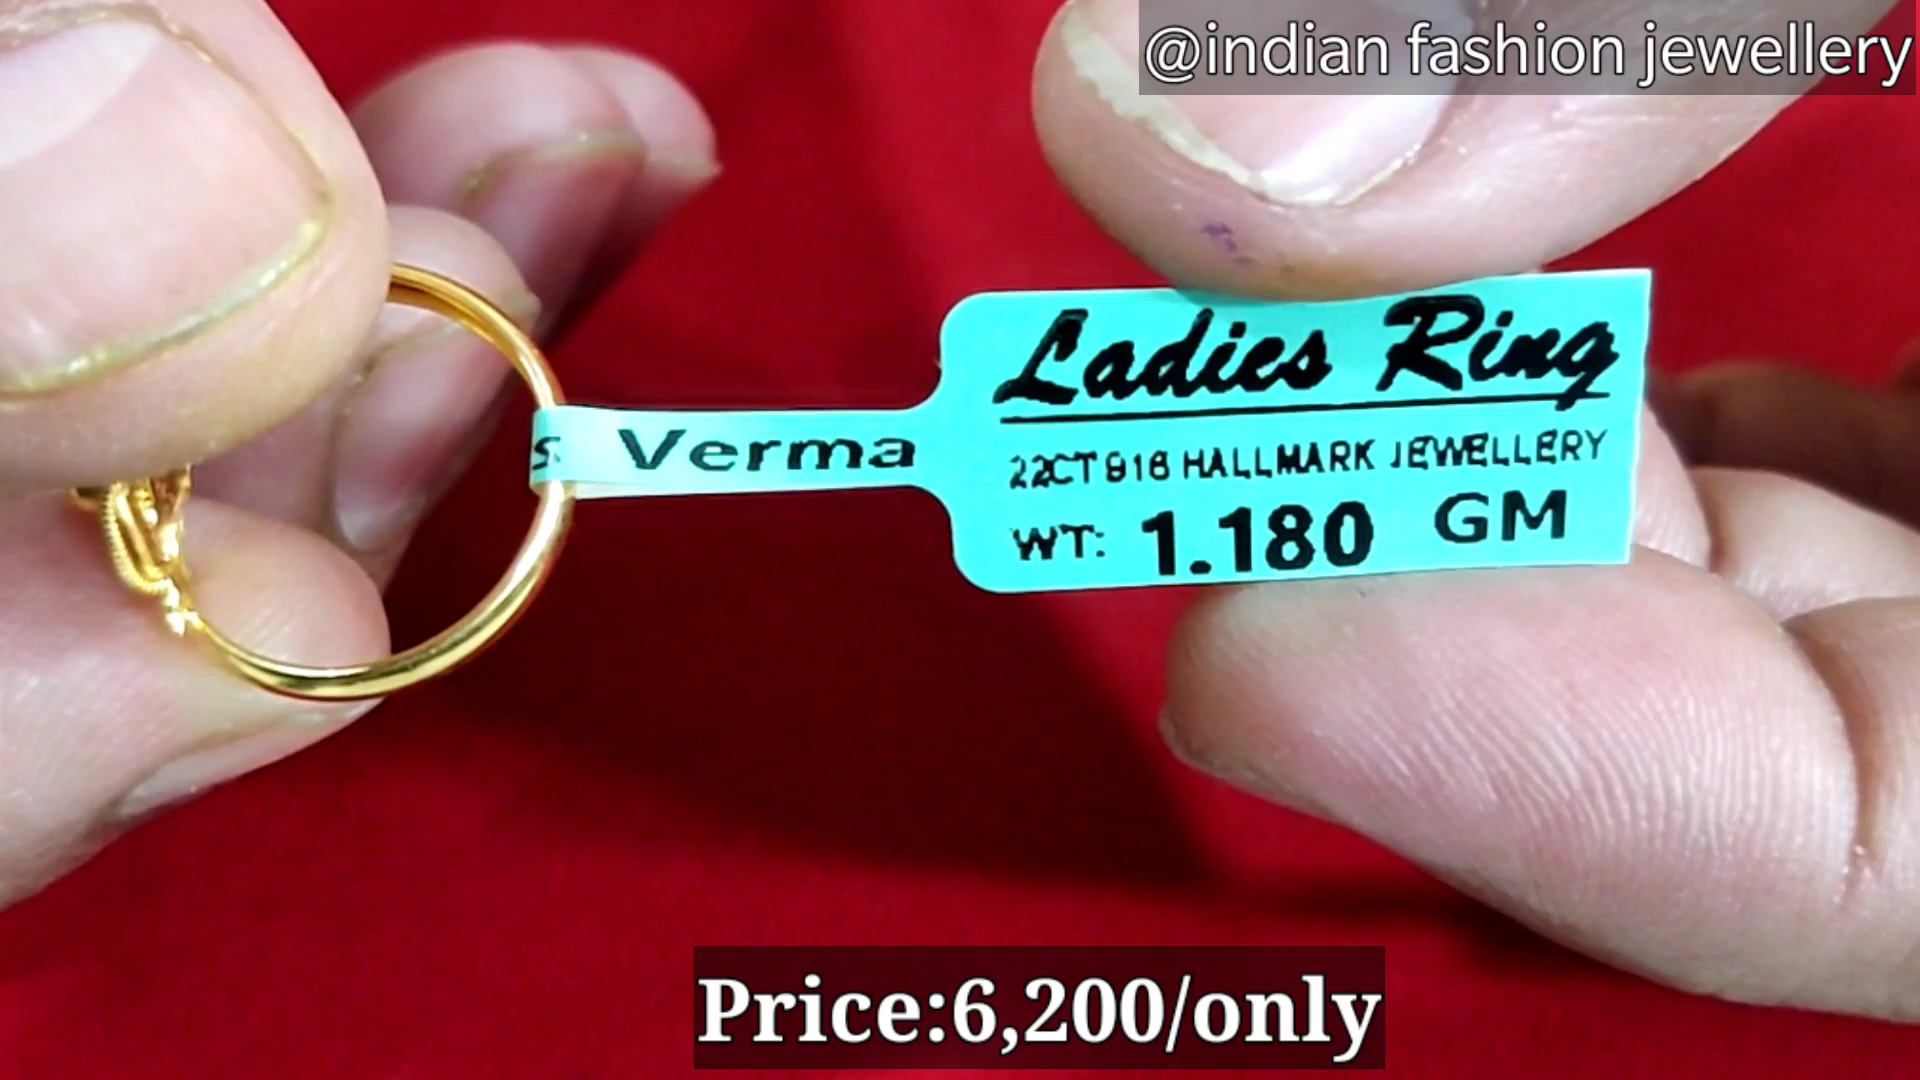 @indian fashion jewellery
Ladies Ring
s. Verma
22CT 916 HALLMARK JEWELLERY
WT: 1.180 GM
Price:6,200/only